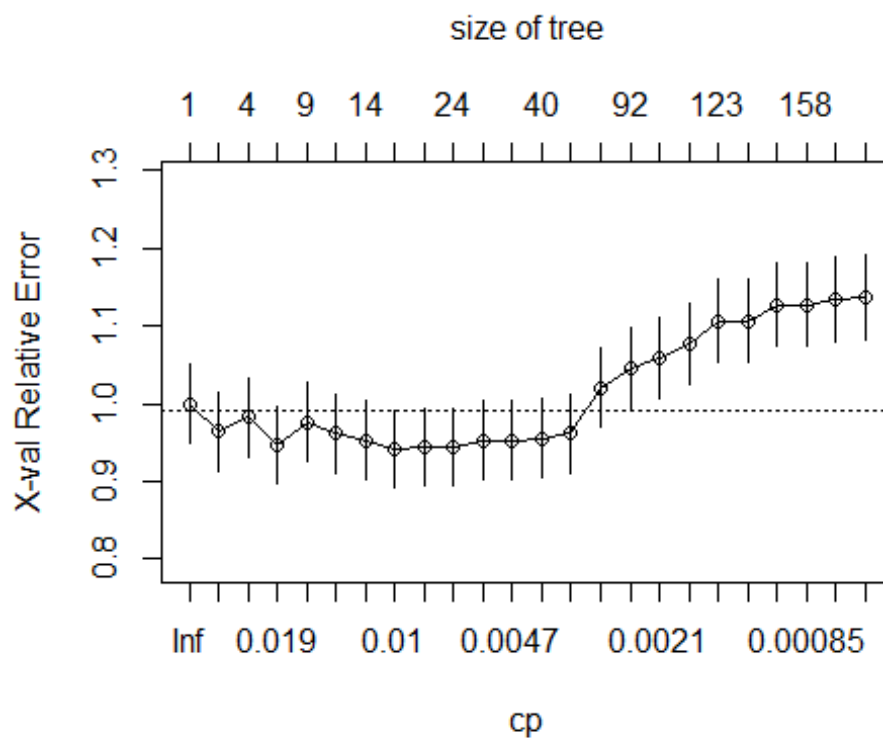 size of tree
1 4 9 14 24 40 92 123 158
X-val Relative Error
1.3
1.2
1.1
1.0
0.9
0.8
Inf 0.019 0.01 0.0047 0.0021 0.00085
cp